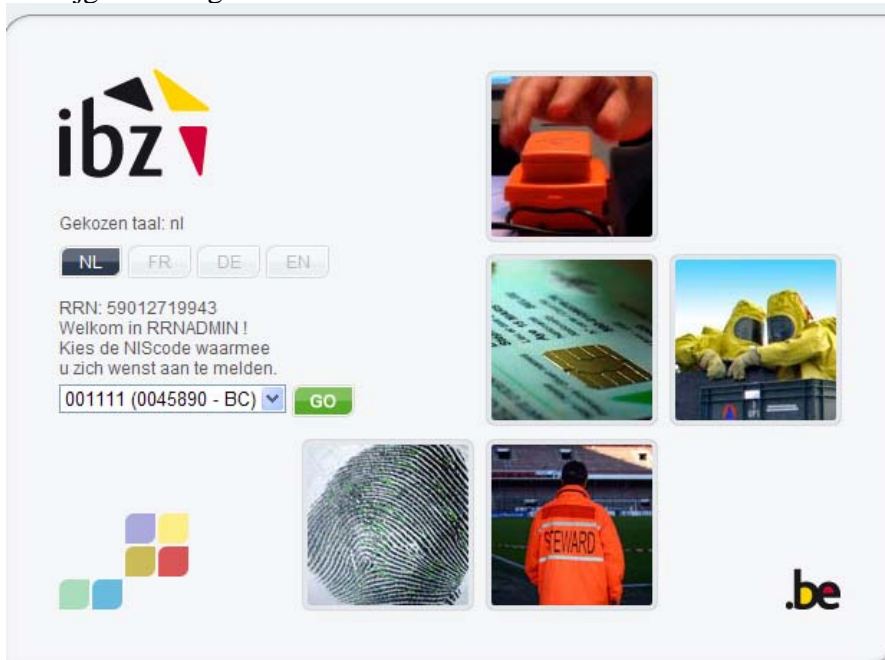 ibz
Gekozen taal: nl
NL FR DE EN
RRN: 59012719943
Welkom in RRNADMIN !
Kies de NIScode waarmee
u zich wenst aan te melden.
001111 (0045890 - BC) GO
STEWARD
.be